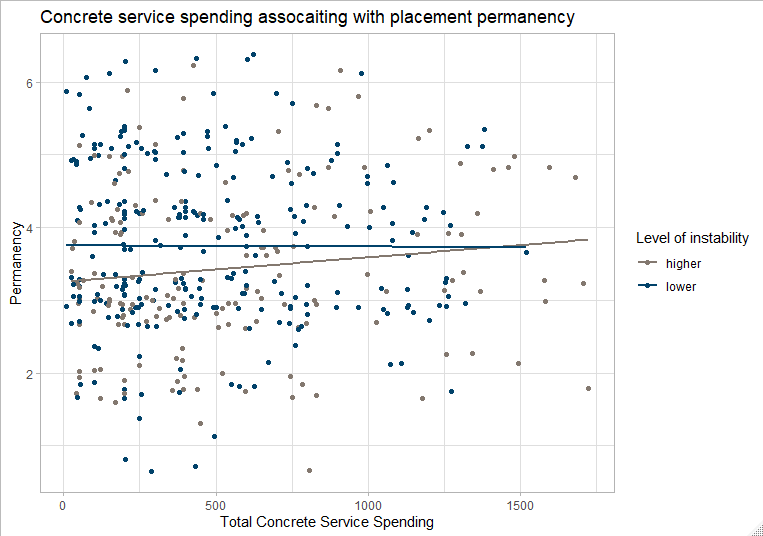 Concrete service spending assocaiting with placement permanency
Permanency
6
4
2
0
500
1000
1500
Total Concrete Service Spending
Level of instability
higher
lower